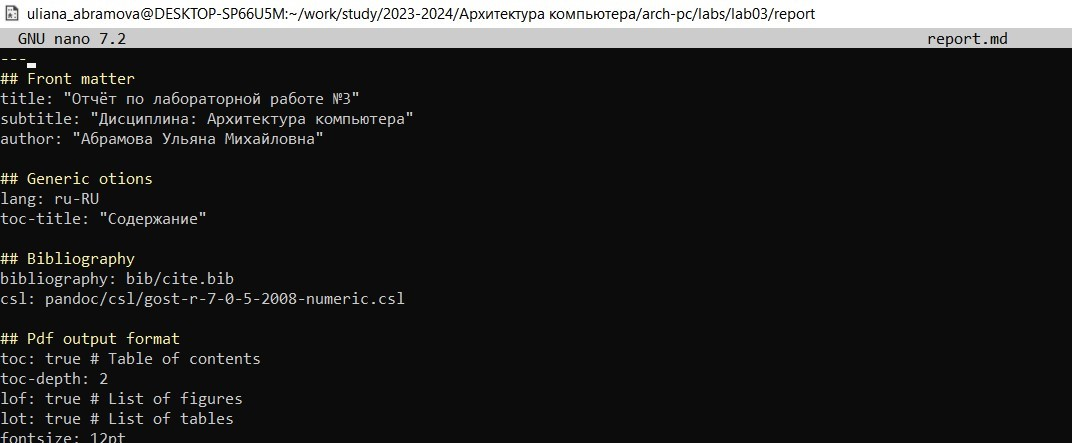 uliana_abramova@DESKTOP-SP66U5M:~/work/study/2023-2024/Архитектура компьютера/arch-pc/labs/lab03/report
GNU nano 7.2 report.md
---
## Front matter
title: "Отчёт по лабораторной работе №3"
subtitle: "Дисциплина: Архитектура компьютера"
author: "Абрамова Ульяна Михайловна"
## Generic otions
lang: ru-RU
toc-title: "Содержание"
## Bibliography
bibliography: bib/cite.bib
csl: pandoc/csl/gost-r-7-0-5-2008-numeric.csl
## Pdf output format
toc: true # Table of contents
toc-depth: 2
lof: true # List of figures
lot: true # List of tables
fontsize: 12pt